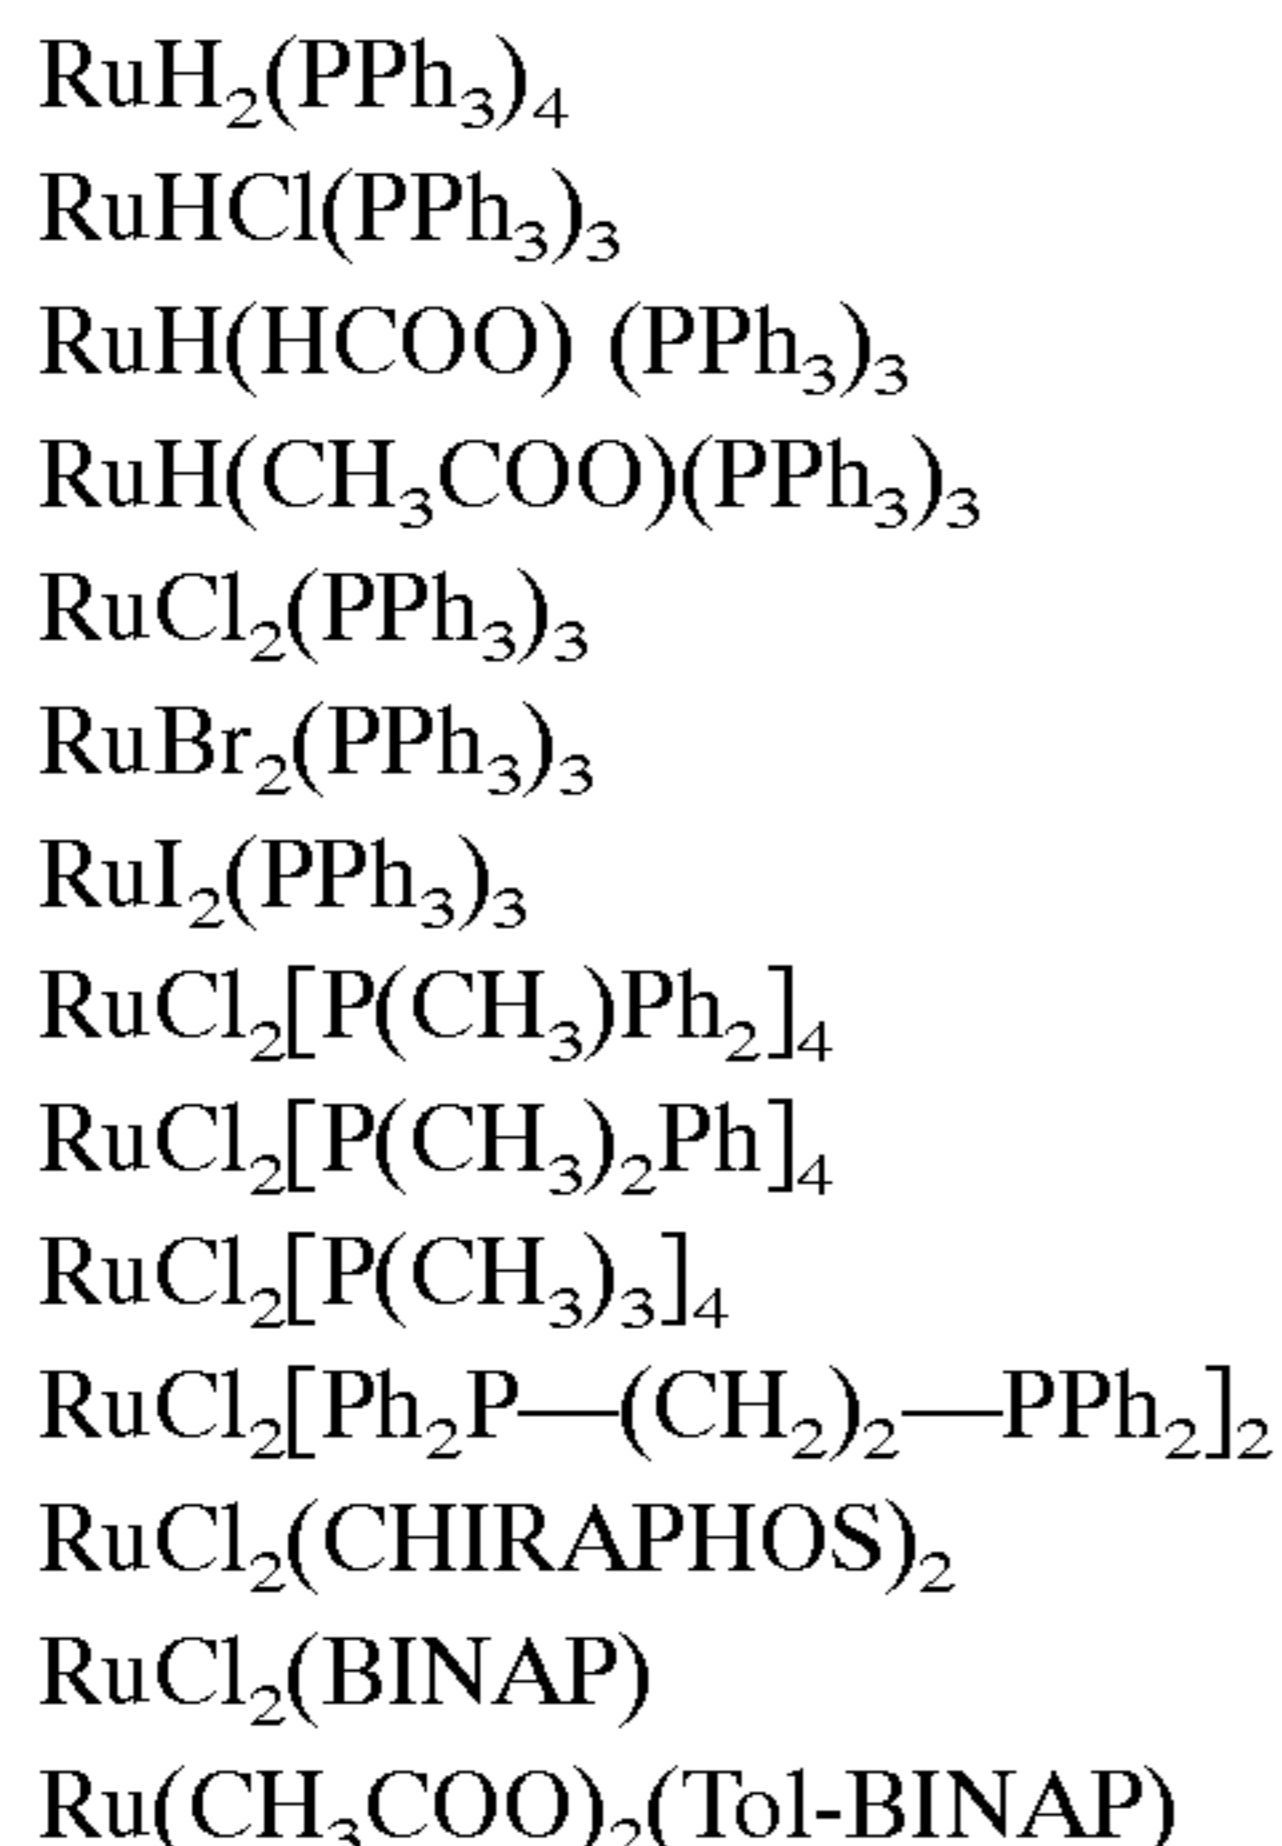 RuH₂(PPh₃)₄
RuHCl(PPh₃)₃
RuH(HCOO) (PPh₃)₃
RuH(CH₃COO)(PPh₃)₃
RuCl₂(PPh₃)₃
RuBr₂(PPh₃)₃
RuI₂(PPh₃)₃
RuCl₂[P(CH₃)Ph₂]₄
RuCl₂[P(CH₃)₂Ph]₄
RuCl₂[P(CH₃)₃]₄
RuCl₂[Ph₂P—(CH₂)₂—PPh₂]₂
RuCl₂(CHIRAPHOS)₂
RuCl₂(BINAP)
Ru(CH₃COO)₂(Tol-BINAP)